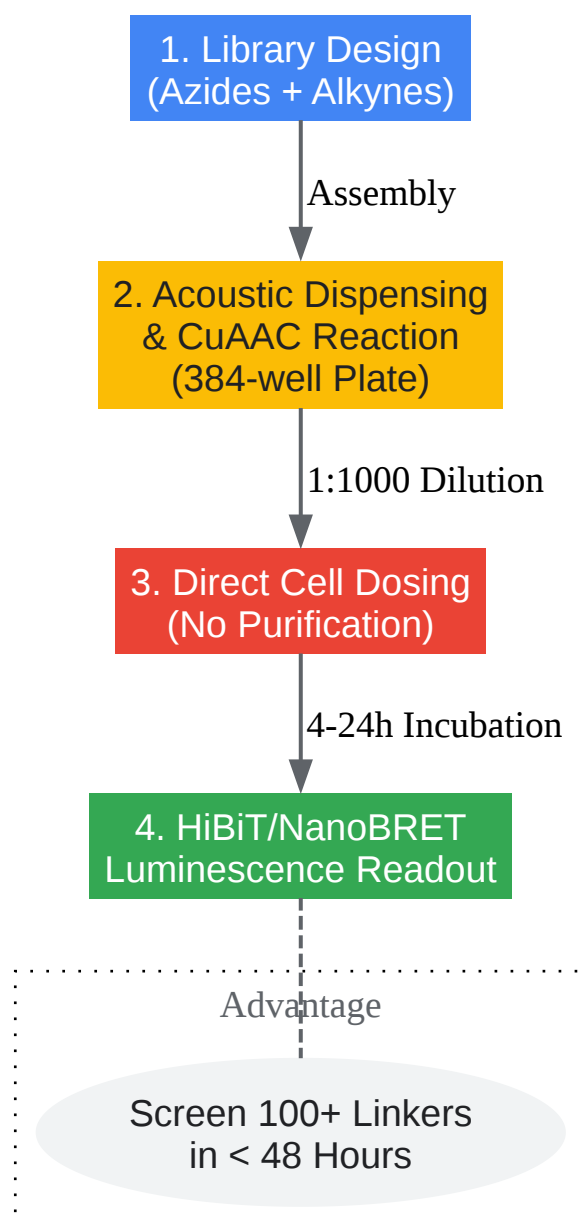 1. Library Design
(Azides + Alkynes)
Assembly
2. Acoustic Dispensing
& CuAAC Reaction
(384-well Plate)
1:1000 Dilution
3. Direct Cell Dosing
(No Purification)
4-24h Incubation
4. HiBiT/NanoBRET
Luminescence Readout
Advantage
Screen 100+ Linkers
in < 48 Hours